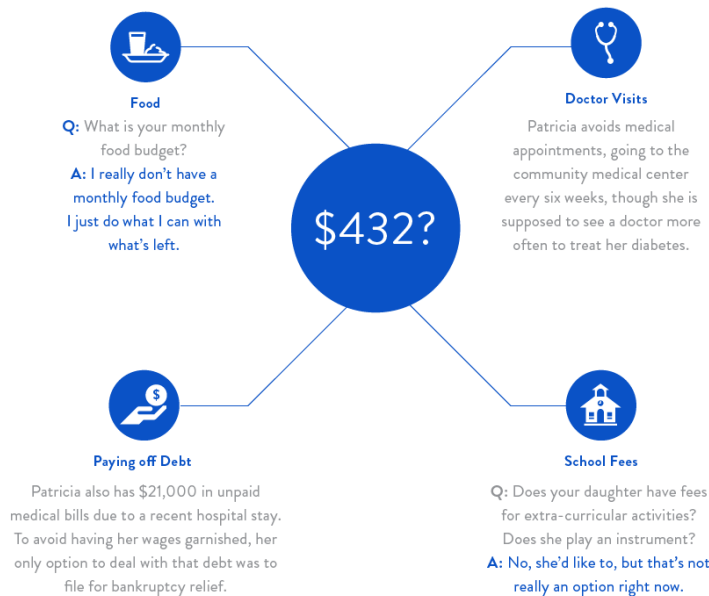 Food
Q: What is your monthly
food budget?
A: I really don't have a
monthly food budget.
I just do what I can with
what's left.
Doctor Visits
Patricia avoids medical
appointments, going to the
community medical center
every six weeks, though she is
supposed to see a doctor more
often to treat her diabetes.
$432?
$
Paying off Debt
Patricia also has $21,000 in unpaid
medical bills due to a recent hospital stay.
To avoid having her wages garnished, her
only option to deal with that debt was to
file for bankruptcy relief.
School Fees
Q: Does your daughter have fees
for extra-curricular activities?
Does she play an instrument?
A: No, she'd like to, but that's not
really an option right now.